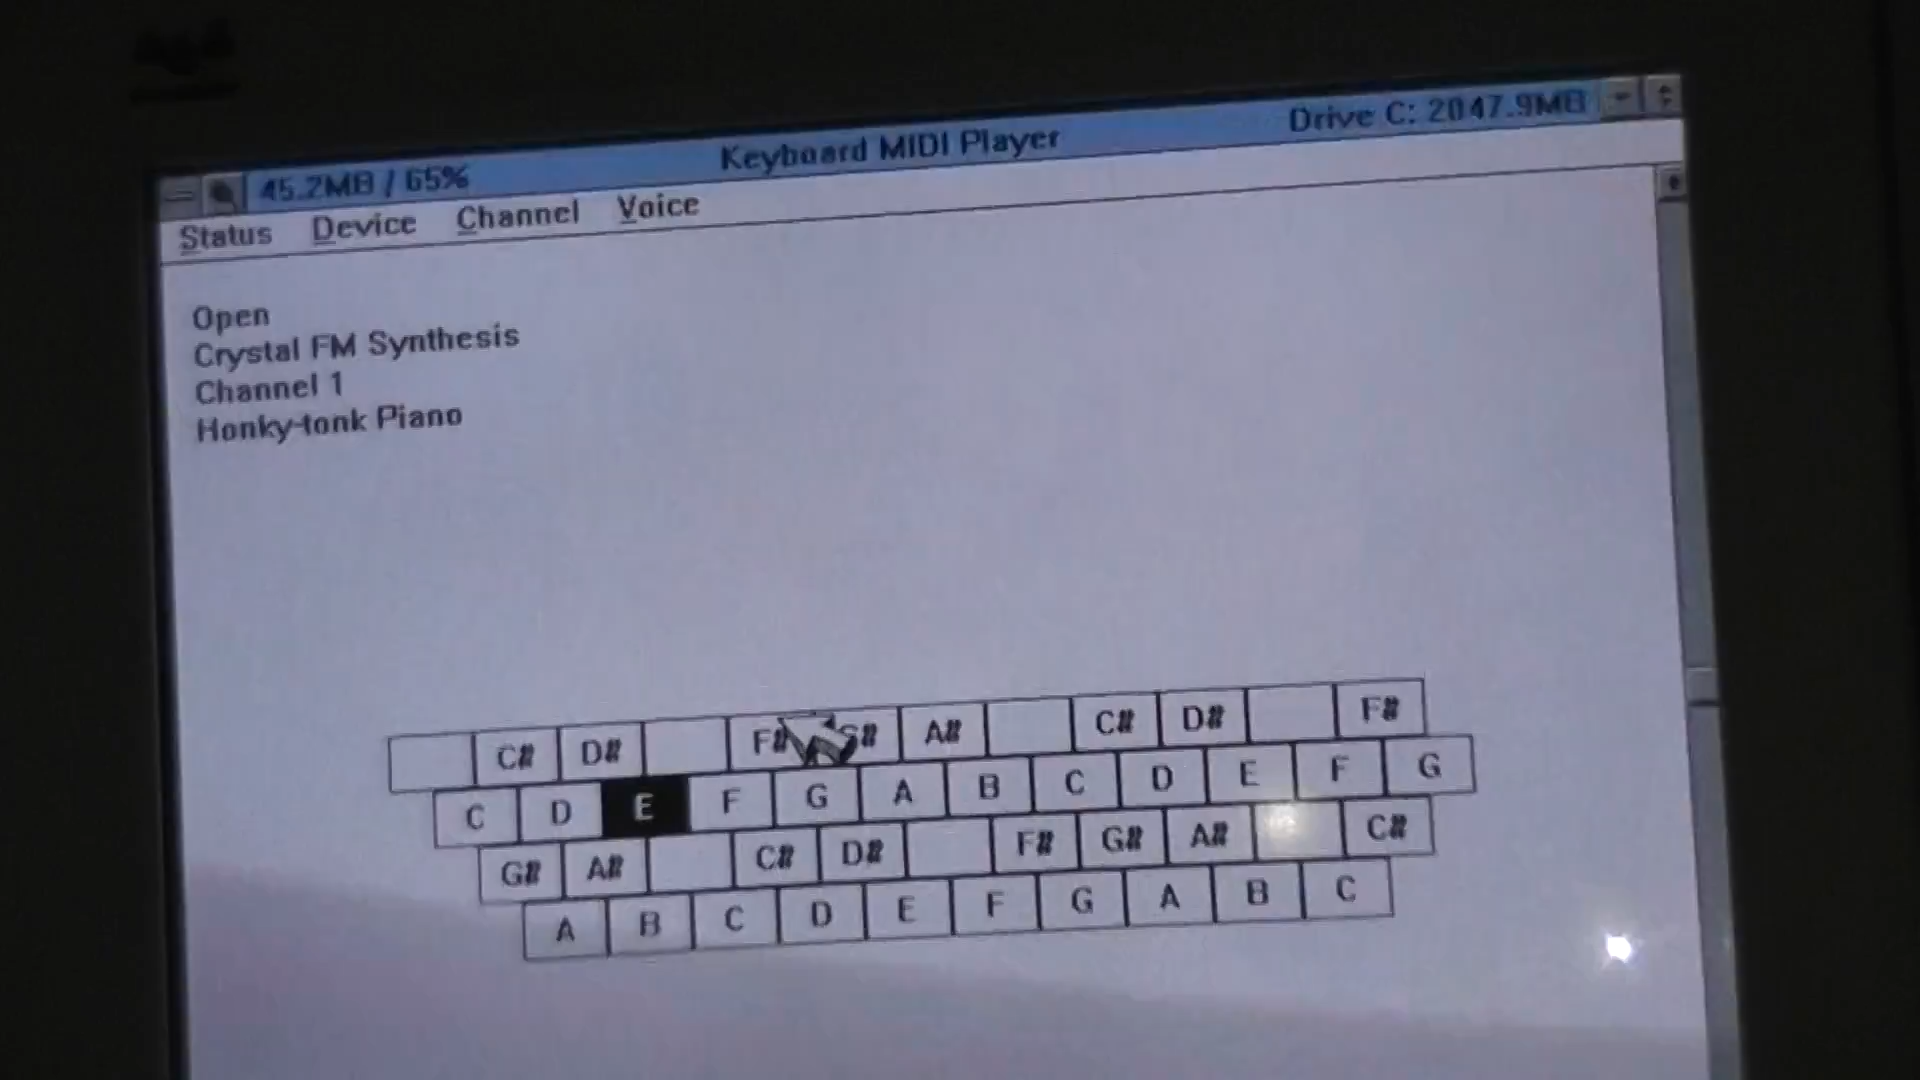 45.2MB / 65% Keyboard MIDI Player Drive C: 2047.9MB
Status Device Channel Voice
Open
Crystal FM Synthesis
Channel 1
Honky-tonk Piano
C# D# F# G# A# C# D# F#
C D E F G A B C D E F G
G# A# C# D# F# G# A# C#
A B C D E F G A B C